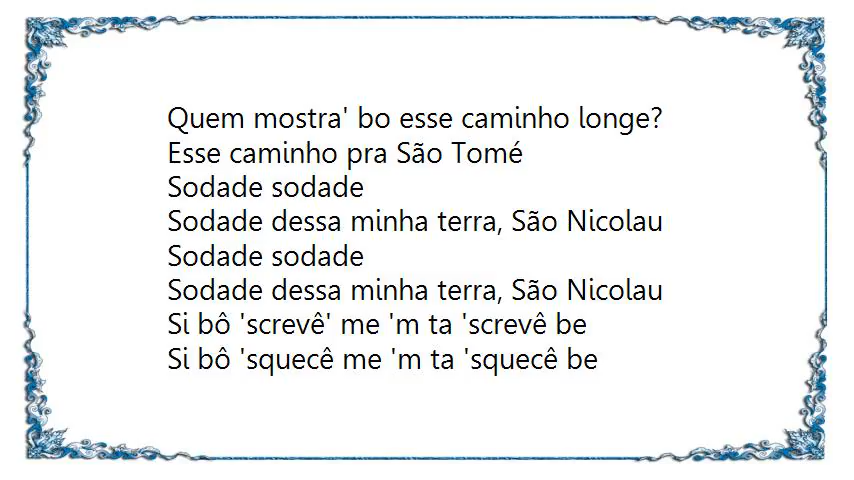 Quem mostra' bo esse caminho longe?
Esse caminho pra São Tomé
Sodade sodade
Sodade dessa minha terra, São Nicolau
Sodade sodade
Sodade dessa minha terra, São Nicolau
Si bô 'screvê' me 'm ta 'screvê be
Si bô 'squecê me 'm ta 'squecê be